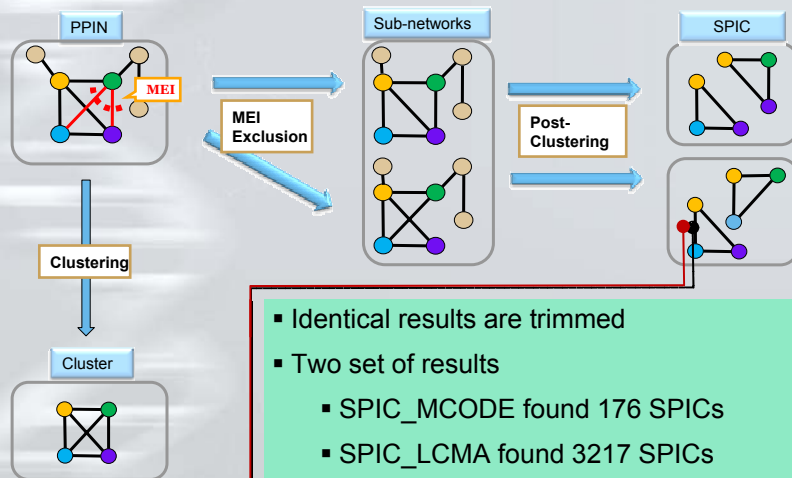 PPIN
Sub-networks
SPIC
MEI
MEI
Exclusion
Post-
Clustering
Clustering
Cluster
▪ Identical results are trimmed
▪ Two set of results
▪ SPIC_MCODE found 176 SPICs
▪ SPIC_LCMA found 3217 SPICs